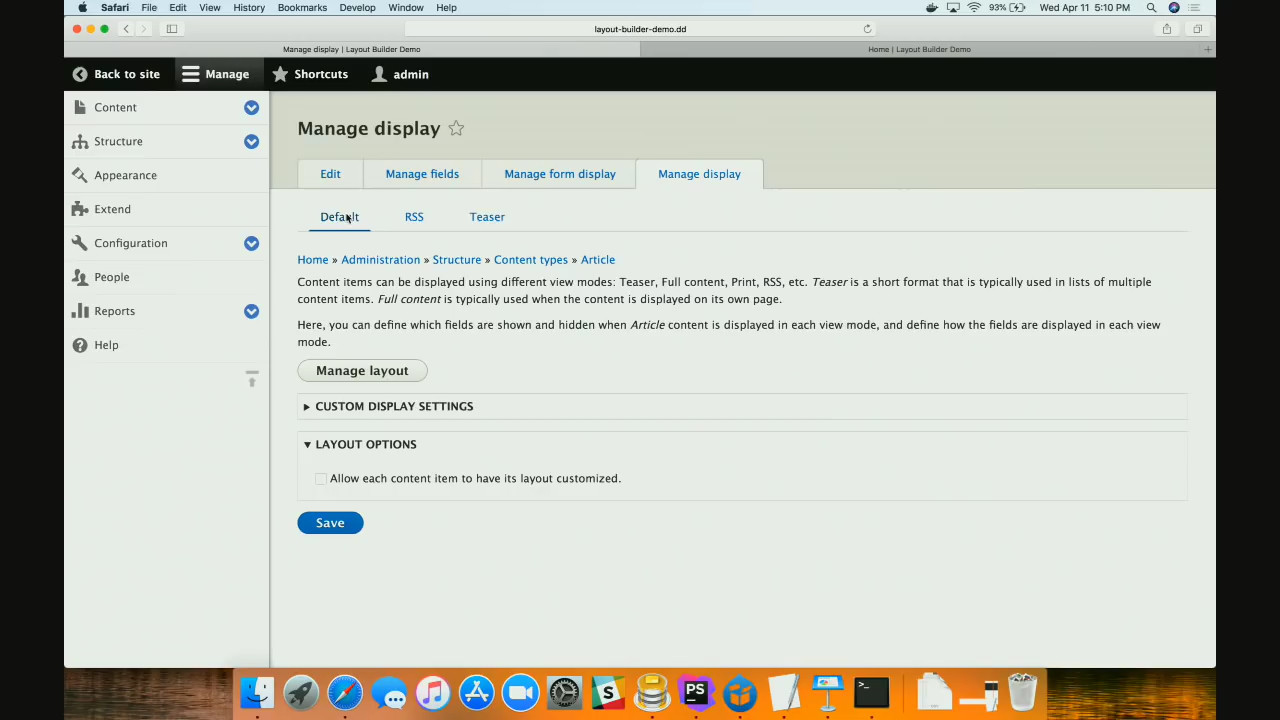 Safari File Edit View History Bookmarks Develop Window Help 93% Wed Apr 11 5:10 PM
layout-builder-demo.dd
Manage display | Layout Builder Demo Home | Layout Builder Demo
Back to site Manage Shortcuts admin
Content
Structure
Appearance
Extend
Configuration
People
Reports
Help
Manage display
Edit Manage fields Manage form display Manage display
Default RSS Teaser
Home » Administration » Structure » Content types » Article
Content items can be displayed using different view modes: Teaser, Full content, Print, RSS, etc. Teaser is a short format that is typically used in lists of multiple
content items. Full content is typically used when the content is displayed on its own page.
Here, you can define which fields are shown and hidden when Article content is displayed in each view mode, and define how the fields are displayed in each view
mode.
Manage layout
CUSTOM DISPLAY SETTINGS
LAYOUT OPTIONS
Allow each content item to have its layout customized.
Save
S PS >_